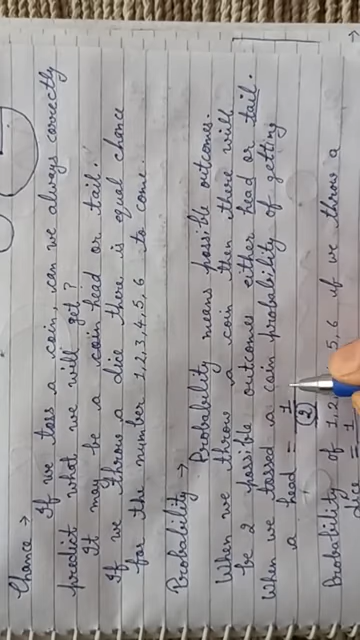 Chance →
If we toss a coin, can we always correctly
predict what we will get?
It may be a coin head or tail.
If we throws a dice there is equal chence
for the number 1,2,3,4,5,6 to come.
Probability →
Probability means possible outcomes.
When we throws a coin then there will
be 2 possible outcomes either head or tail.
When we tossed a coin probability of getting
a head = 1
(2)
Probability of 1,2, 5,6 if we throws a
dice = 1